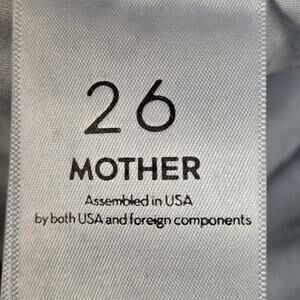 26
MOTHER
Assembled in USA
by both USA and foreign components